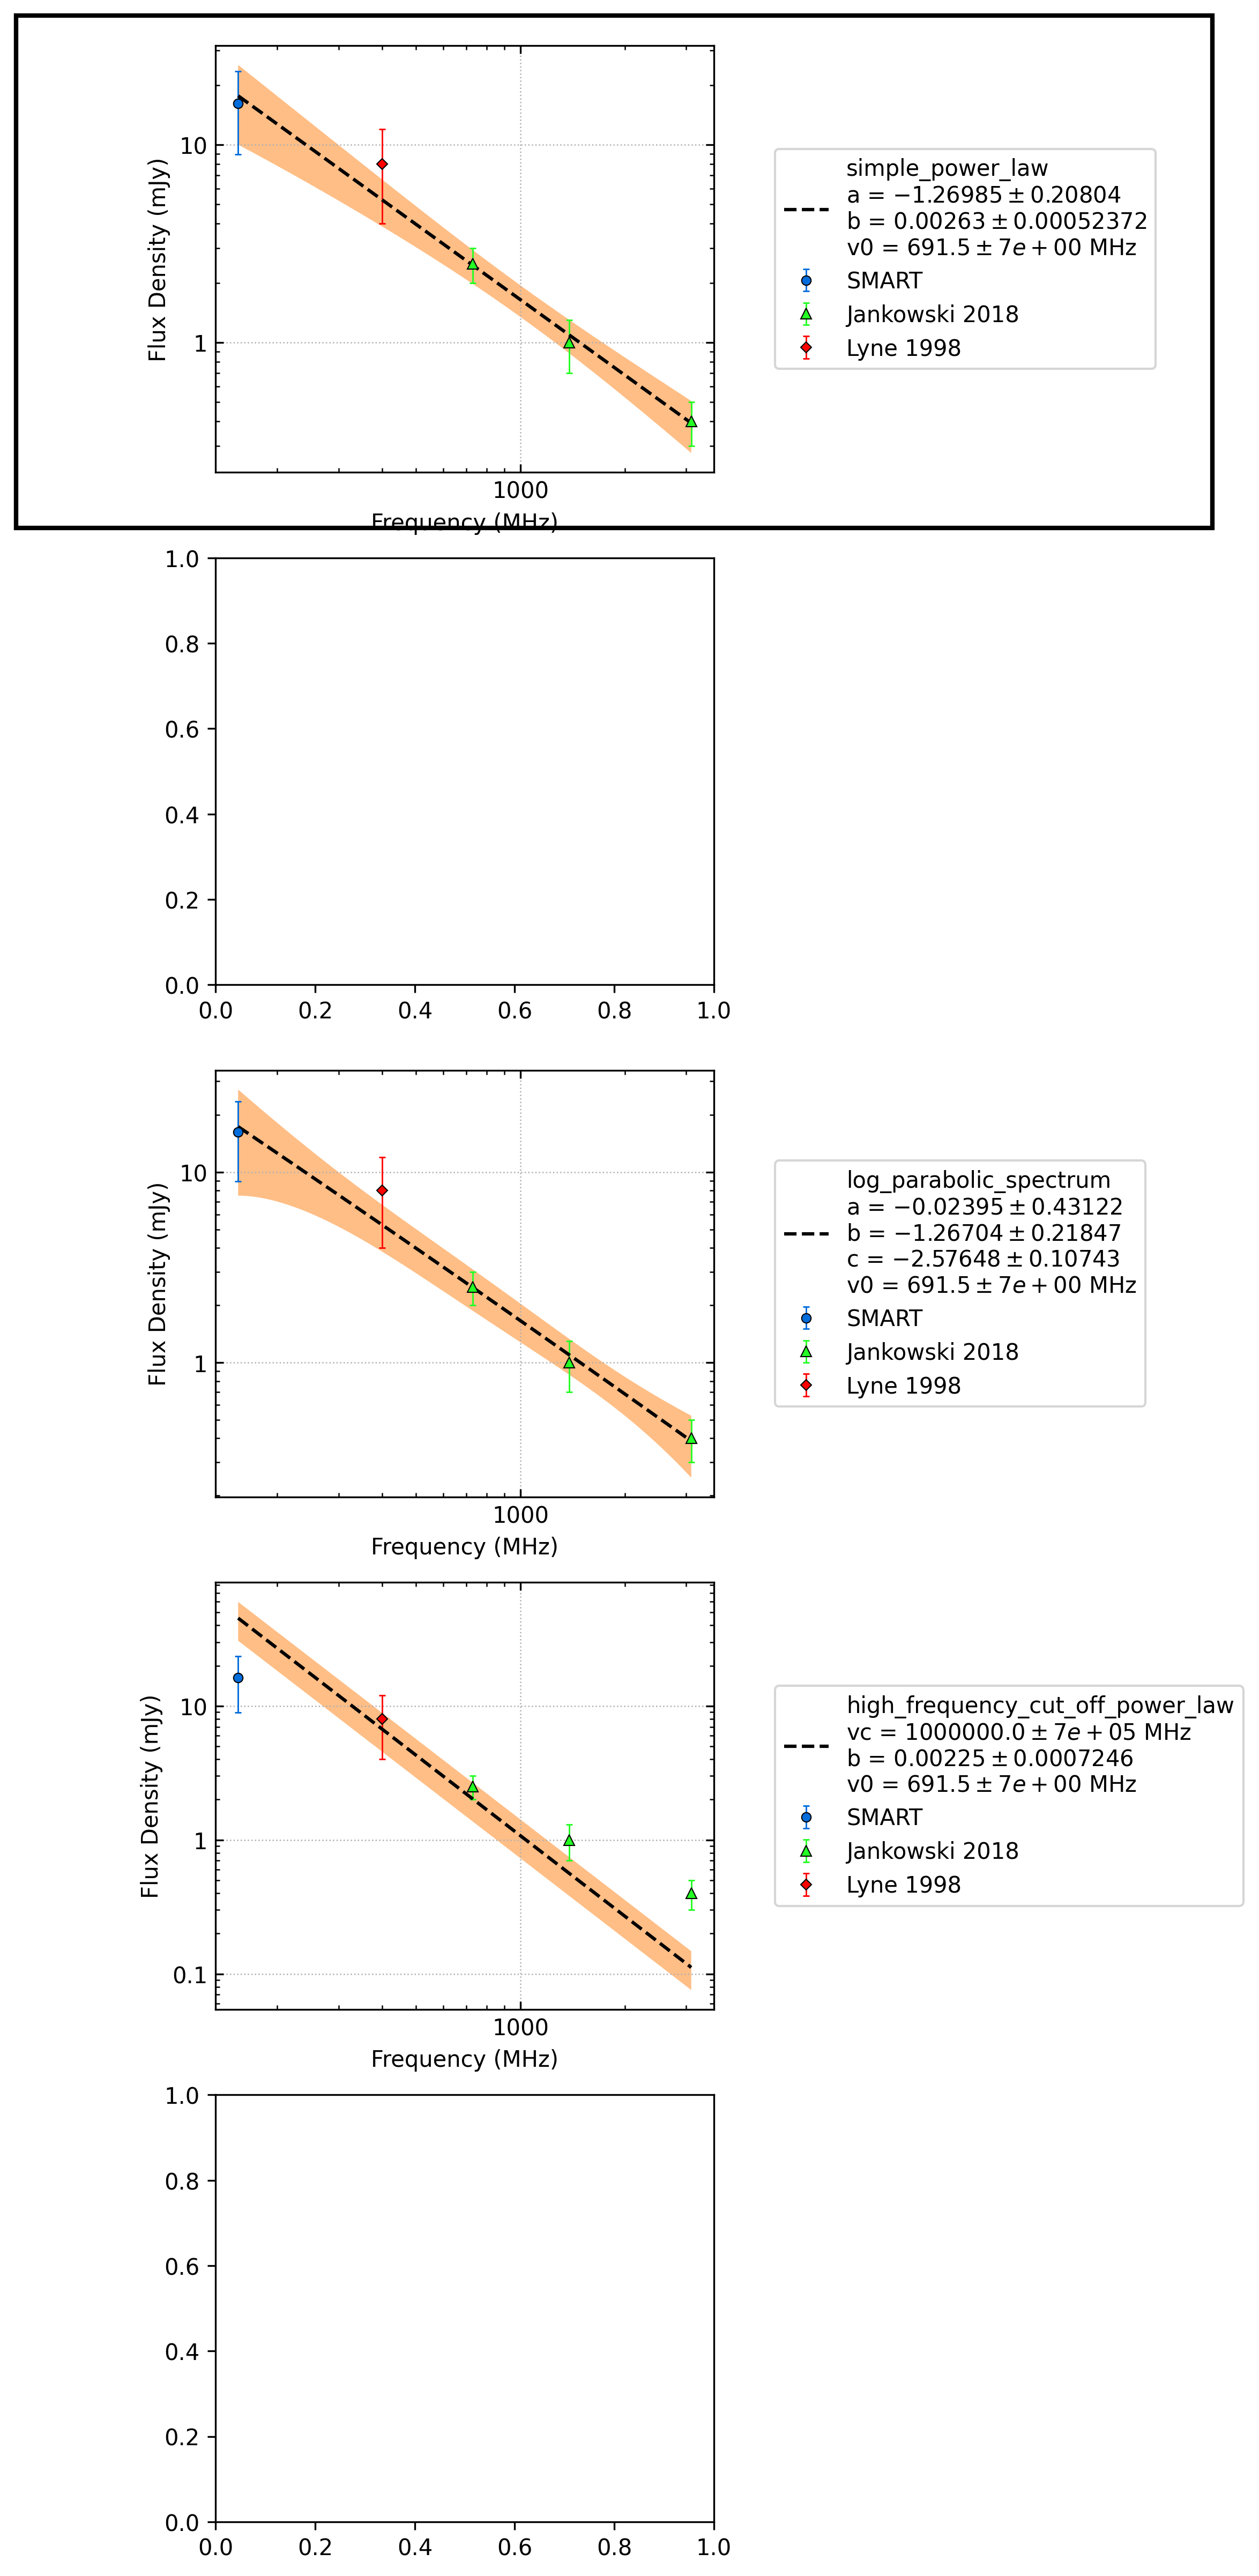 10
1
Flux Density (mJy)
1000
Frequency (MHz)
simple_power_law
a = −1.26985 ± 0.20804
b = 0.00263 ± 0.00052372
v0 = 691.5 ± 7e + 00 MHz
SMART
Jankowski 2018
Lyne 1998
1.0
0.8
0.6
0.4
0.2
0.0
0.0 0.2 0.4 0.6 0.8 1.0
10
1
Flux Density (mJy)
1000
Frequency (MHz)
log_parabolic_spectrum
a = −0.02395 ± 0.43122
b = −1.26704 ± 0.21847
c = −2.57648 ± 0.10743
v0 = 691.5 ± 7e + 00 MHz
SMART
Jankowski 2018
Lyne 1998
10
1
0.1
Flux Density (mJy)
1000
Frequency (MHz)
high_frequency_cut_off_power_law
vc = 1000000.0 ± 7e + 05 MHz
b = 0.00225 ± 0.0007246
v0 = 691.5 ± 7e + 00 MHz
SMART
Jankowski 2018
Lyne 1998
1.0
0.8
0.6
0.4
0.2
0.0
0.0 0.2 0.4 0.6 0.8 1.0